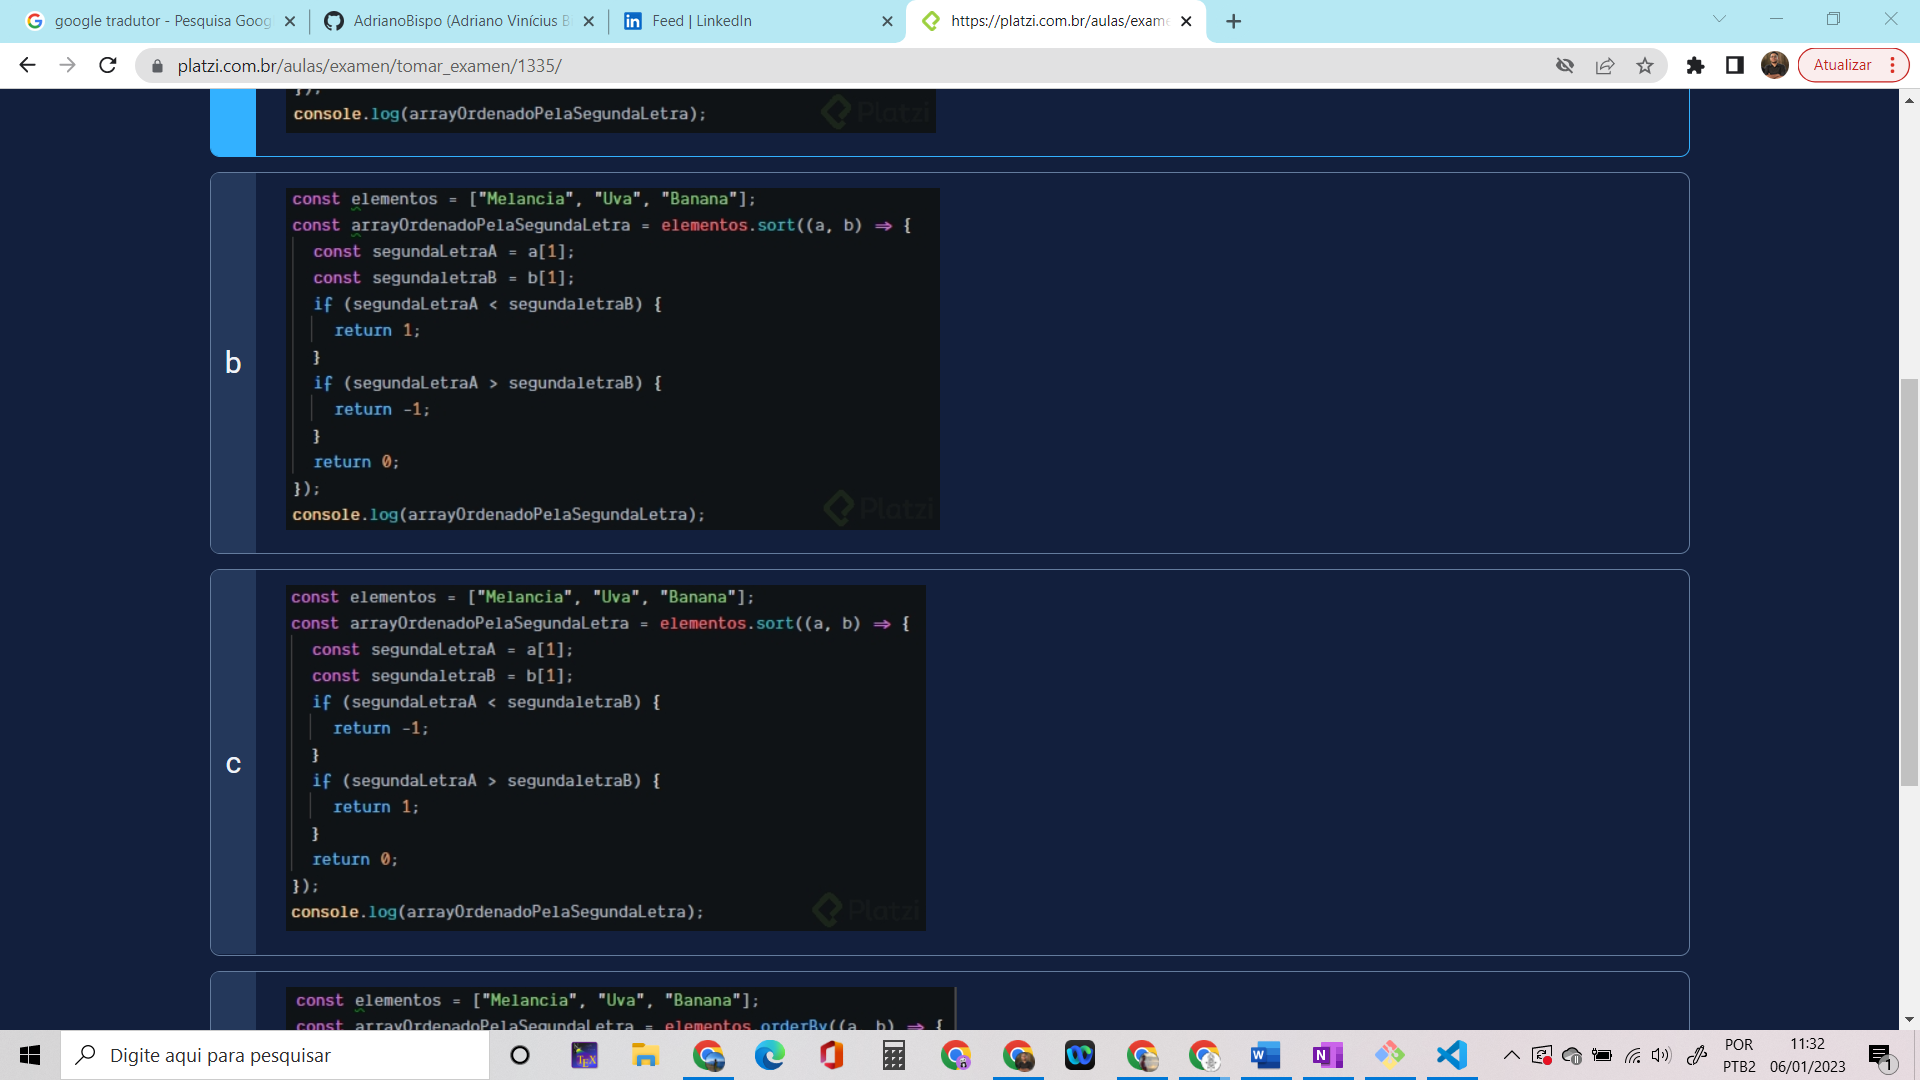 google tradutor - Pesquisa Goog
AdrianoBispo (Adriano Vinícius B
Feed | LinkedIn
https://platzi.com.br/aulas/exame
platzi.com.br/aulas/examen/tomar_examen/1335/
Atualizar
});
console.log(arrayOrdenadoPelaSegundaLetra);
Platzi
b
const elementos = ["Melancia", "Uva", "Banana"];
const arrayOrdenadoPelaSegundaLetra = elementos.sort((a, b) ⇒ {
const segundaLetraA = a[1];
const segundaletraB = b[1];
if (segundaLetraA < segundaletraB) {
return 1;
}
if (segundaLetraA > segundaletraB) {
return -1;
}
return 0;
});
console.log(arrayOrdenadoPelaSegundaLetra);
Platzi
c
const elementos = ["Melancia", "Uva", "Banana"];
const arrayOrdenadoPelaSegundaLetra = elementos.sort((a, b) ⇒ {
const segundaLetraA = a[1];
const segundaletraB = b[1];
if (segundaLetraA < segundaletraB) {
return -1;
}
if (segundaLetraA > segundaletraB) {
return 1;
}
return 0;
});
console.log(arrayOrdenadoPelaSegundaLetra);
Platzi
const elementos = ["Melancia", "Uva", "Banana"];
const arrayOrdenadoPelaSegundaLetra = elementos.orderBy((a, b) ⇒ {
Digite aqui para pesquisar
POR
PTB2
11:32
06/01/2023
1